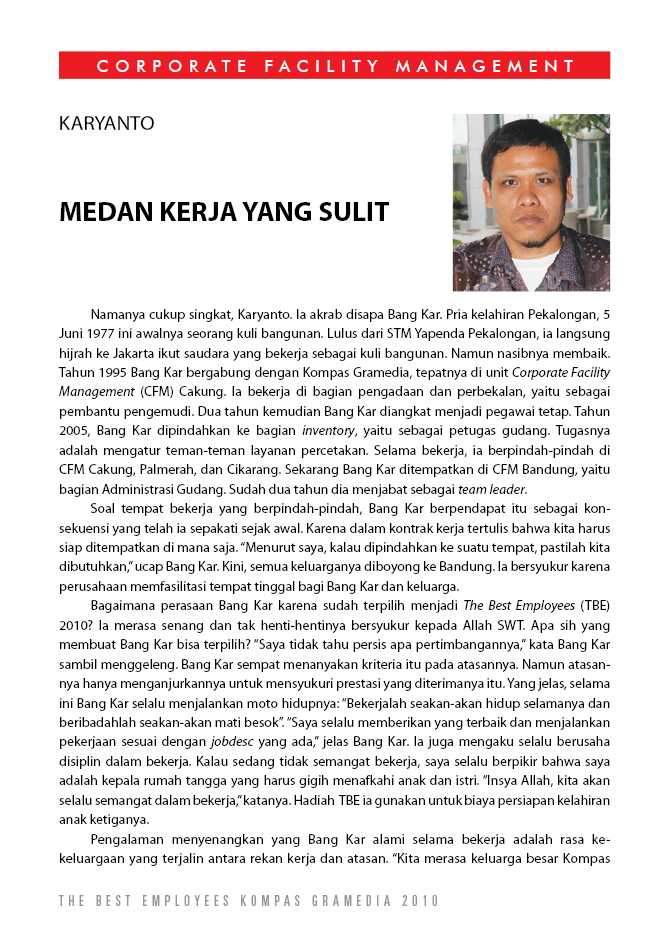 CORPORATE FACILITY MANAGEMENT
KARYANTO
MEDAN KERJA YANG SULIT
Namanya cukup singkat, Karyanto. Ia akrab disapa Bang Kar. Pria kelahiran Pekalongan, 5
Juni 1977 ini awalnya seorang kuli bangunan. Lulus dari STM Yapenda Pekalongan, ia langsung
hijrah ke Jakarta ikut saudara yang bekerja sebagai kuli bangunan. Namun nasibnya membaik.
Tahun 1995 Bang Kar bergabung dengan Kompas Gramedia, tepatnya di unit Corporate Facility
Management (CFM) Cakung. Ia bekerja di bagian pengadaan dan perbekalan, yaitu sebagai
pembantu pengemudi. Dua tahun kemudian Bang Kar diangkat menjadi pegawai tetap. Tahun
2005, Bang Kar dipindahkan ke bagian inventory, yaitu sebagai petugas gudang. Tugasnya
adalah mengatur teman-teman layanan percetakan. Selama bekerja, ia berpindah-pindah di
CFM Cakung, Palmerah, dan Cikarang. Sekarang Bang Kar ditempatkan di CFM Bandung, yaitu
bagian Administrasi Gudang. Sudah dua tahun dia menjabat sebagai team leader.
Soal tempat bekerja yang berpindah-pindah, Bang Kar berpendapat itu sebagai kon-
sekuensi yang telah ia sepakati sejak awal. Karena dalam kontrak kerja tertulis bahwa kita harus
siap ditempatkan di mana saja. “Menurut saya, kalau dipindahkan ke suatu tempat, pastilah kita
dibutuhkan,” ucap Bang Kar. Kini, semua keluarganya diboyong ke Bandung. Ia bersyukur karena
perusahaan memfasilitasi tempat tinggal bagi Bang Kar dan keluarga.
Bagaimana perasaan Bang Kar karena sudah terpilih menjadi The Best Employees (TBE)
2010? Ia merasa senang dan tak henti-hentinya bersyukur kepada Allah SWT. Apa sih yang
membuat Bang Kar bisa terpilih? “Saya tidak tahu persis apa pertimbangannya,” kata Bang Kar
sambil menggeleng. Bang Kar sempat menanyakan kriteria itu pada atasannya. Namun atasan-
nya hanya menganjurkannya untuk mensyukuri prestasi yang diterimanya itu. Yang jelas, selama
ini Bang Kar selalu menjalankan moto hidupnya: “Bekerjalah seakan-akan hidup selamanya dan
beribadahlah seakan-akan mati besok”. “Saya selalu memberikan yang terbaik dan menjalankan
pekerjaan sesuai dengan jobdesc yang ada,” jelas Bang Kar. Ia juga mengaku selalu berusaha
disiplin dalam bekerja. Kalau sedang tidak semangat bekerja, saya selalu berpikir bahwa saya
adalah kepala rumah tangga yang harus gigih menafkahi anak dan istri. “Insya Allah, kita akan
selalu semangat dalam bekerja,” katanya. Hadiah TBE ia gunakan untuk biaya persiapan kelahiran
anak ketiganya.
Pengalaman menyenangkan yang Bang Kar alami selama bekerja adalah rasa ke-
keluargaan yang terjalin antara rekan kerja dan atasan. “Kita merasa keluarga besar Kompas
THE BEST EMPLOYEES KOMPAS GRAMEDIA 2010